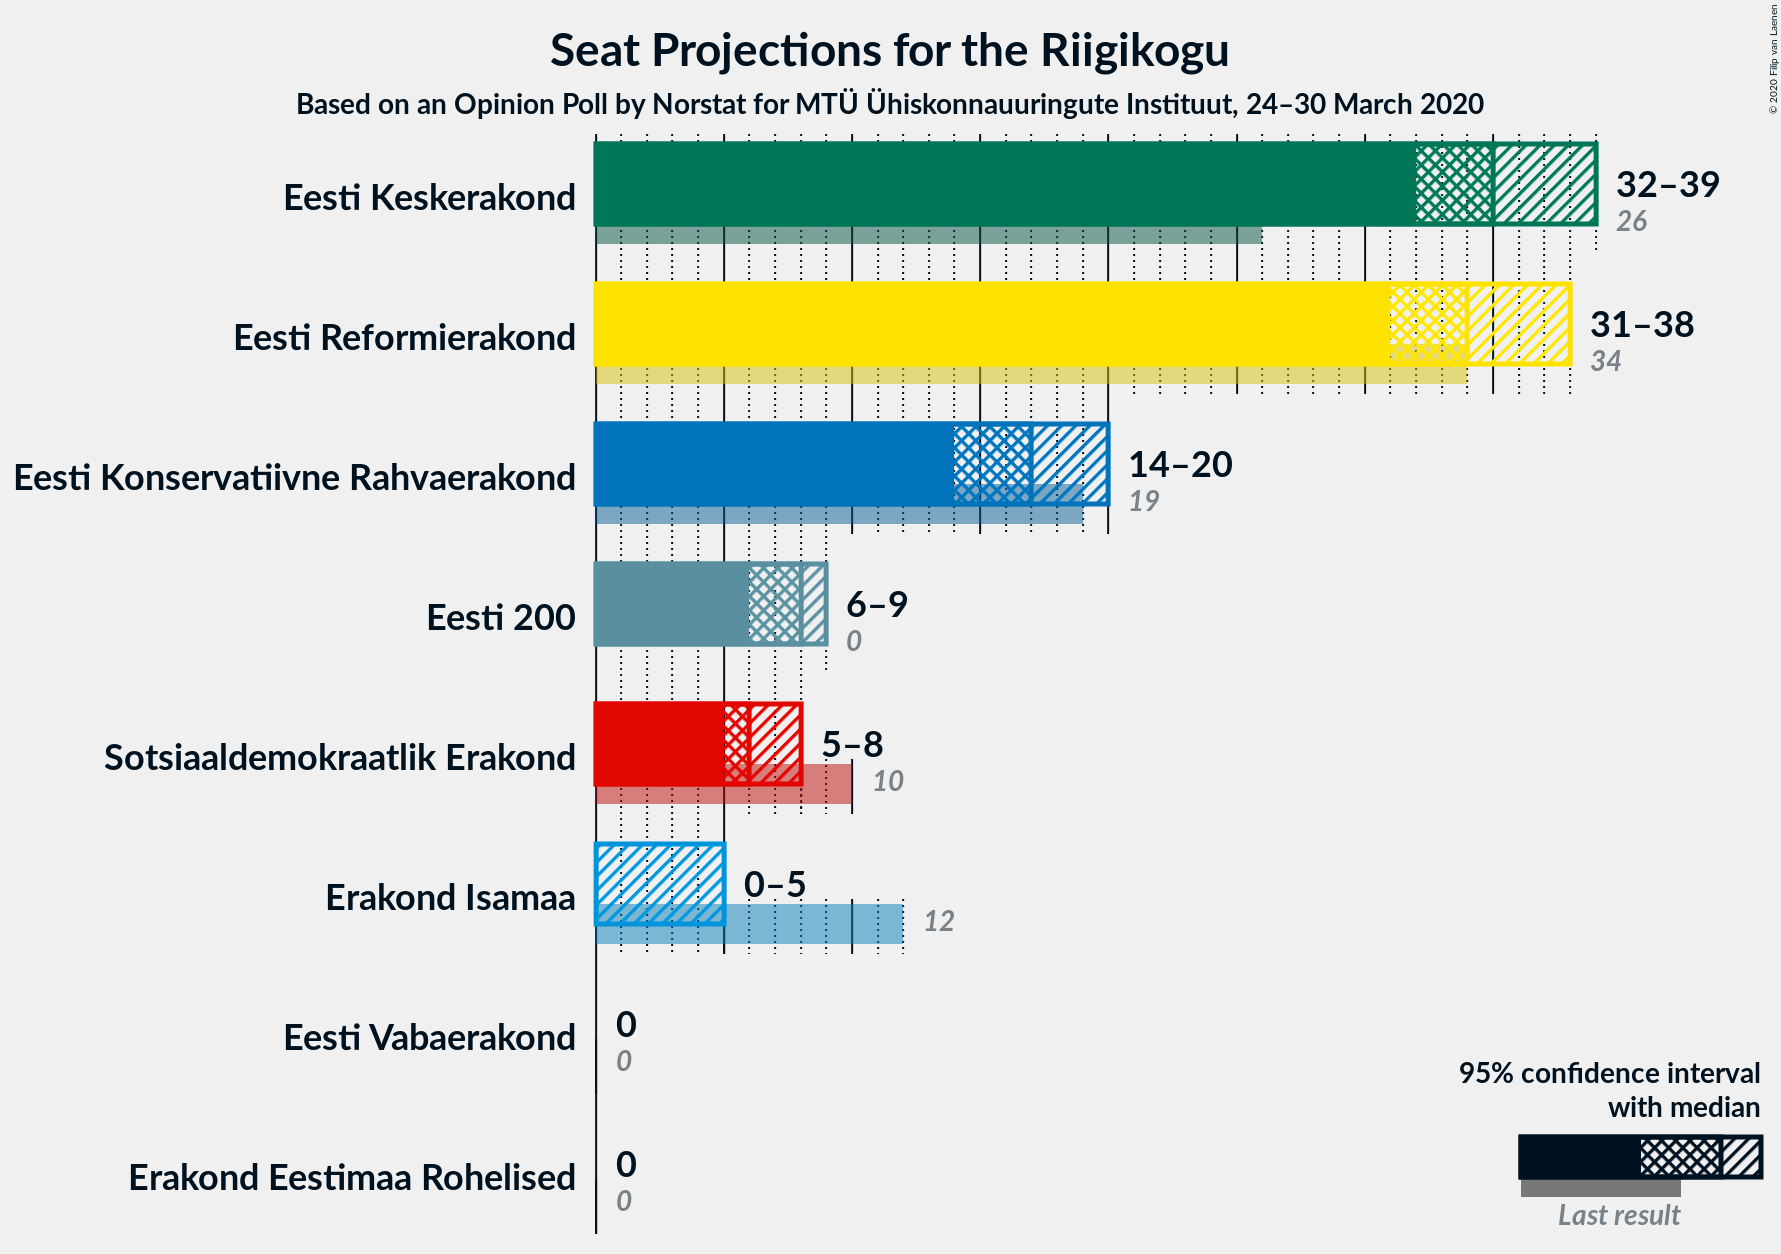 Seat Projections for the Riigikogu
Based on an Opinion Poll by Norstat for MTÜ Ühiskonnauuringute Instituut, 24–30 March 2020
© 2020 Filip van Laenen
Eesti Keskerakond
32–39
26
Eesti Reformierakond
31–38
34
Eesti Konservatiivne Rahvaerakond
14–20
19
Eesti 200
6–9
0
Sotsiaaldemokraatlik Erakond
5–8
10
Erakond Isamaa
0–5
12
Eesti Vabaerakond
0
0
Erakond Eestimaa Rohelised
0
0
95% confidence interval
with median
Last result